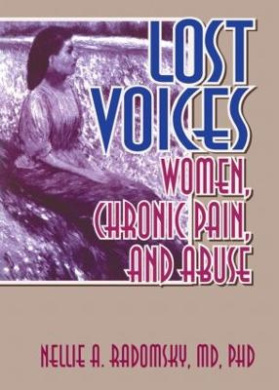 LOST
VOICES
WOMEN,
CHRONIC PAIN,
AND ABUSE
NELLIE A. RADOMSKY, MD, PHD